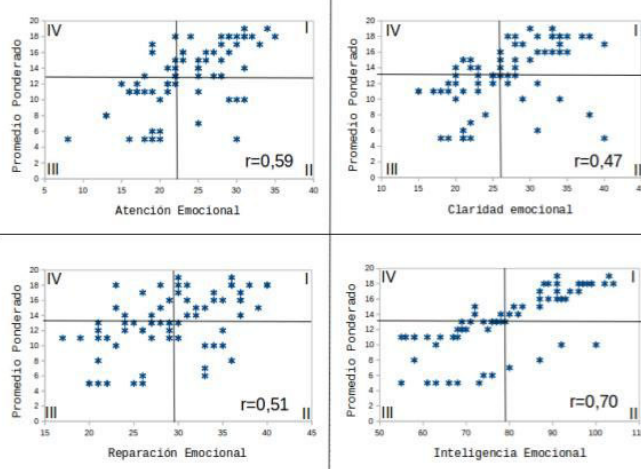 IV I
Promedio Ponderado
20
18
16
14
12
10
8
6
4
2
0
III II
r=0,59
5 10 15 20 25 30 35 40
Atención Emocional
IV I
Promedio Ponderado
20
18
16
14
12
10
8
6
4
2
0
III II
r=0,47
10 15 20 25 30 35 40
Claridad emocional
IV I
Promedio Ponderado
20
18
16
14
12
10
8
6
4
2
0
III II
r=0,51
15 20 25 30 35 40 45
Reparación Emocional
IV I
Promedio Ponderado
20
18
16
14
12
10
8
6
4
2
0
III II
r=0,70
50 60 70 80 90 100
Inteligencia Emocional